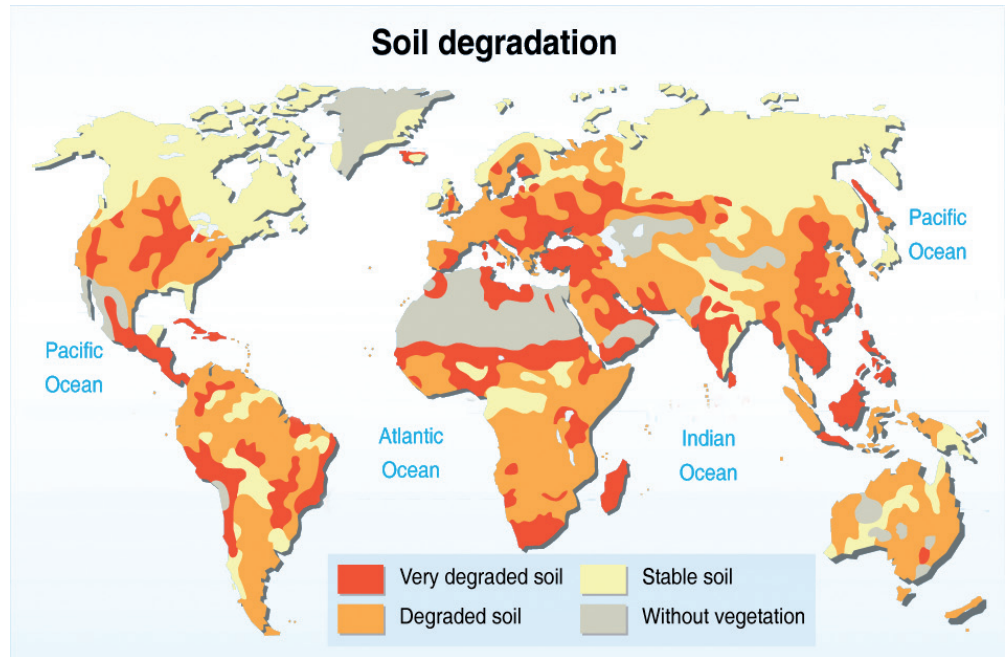 Soil degradation
Pacific
Ocean
Pacific
Ocean
Atlantic
Ocean
Indian
Ocean
Very degraded soil
Stable soil
Degraded soil
Without vegetation